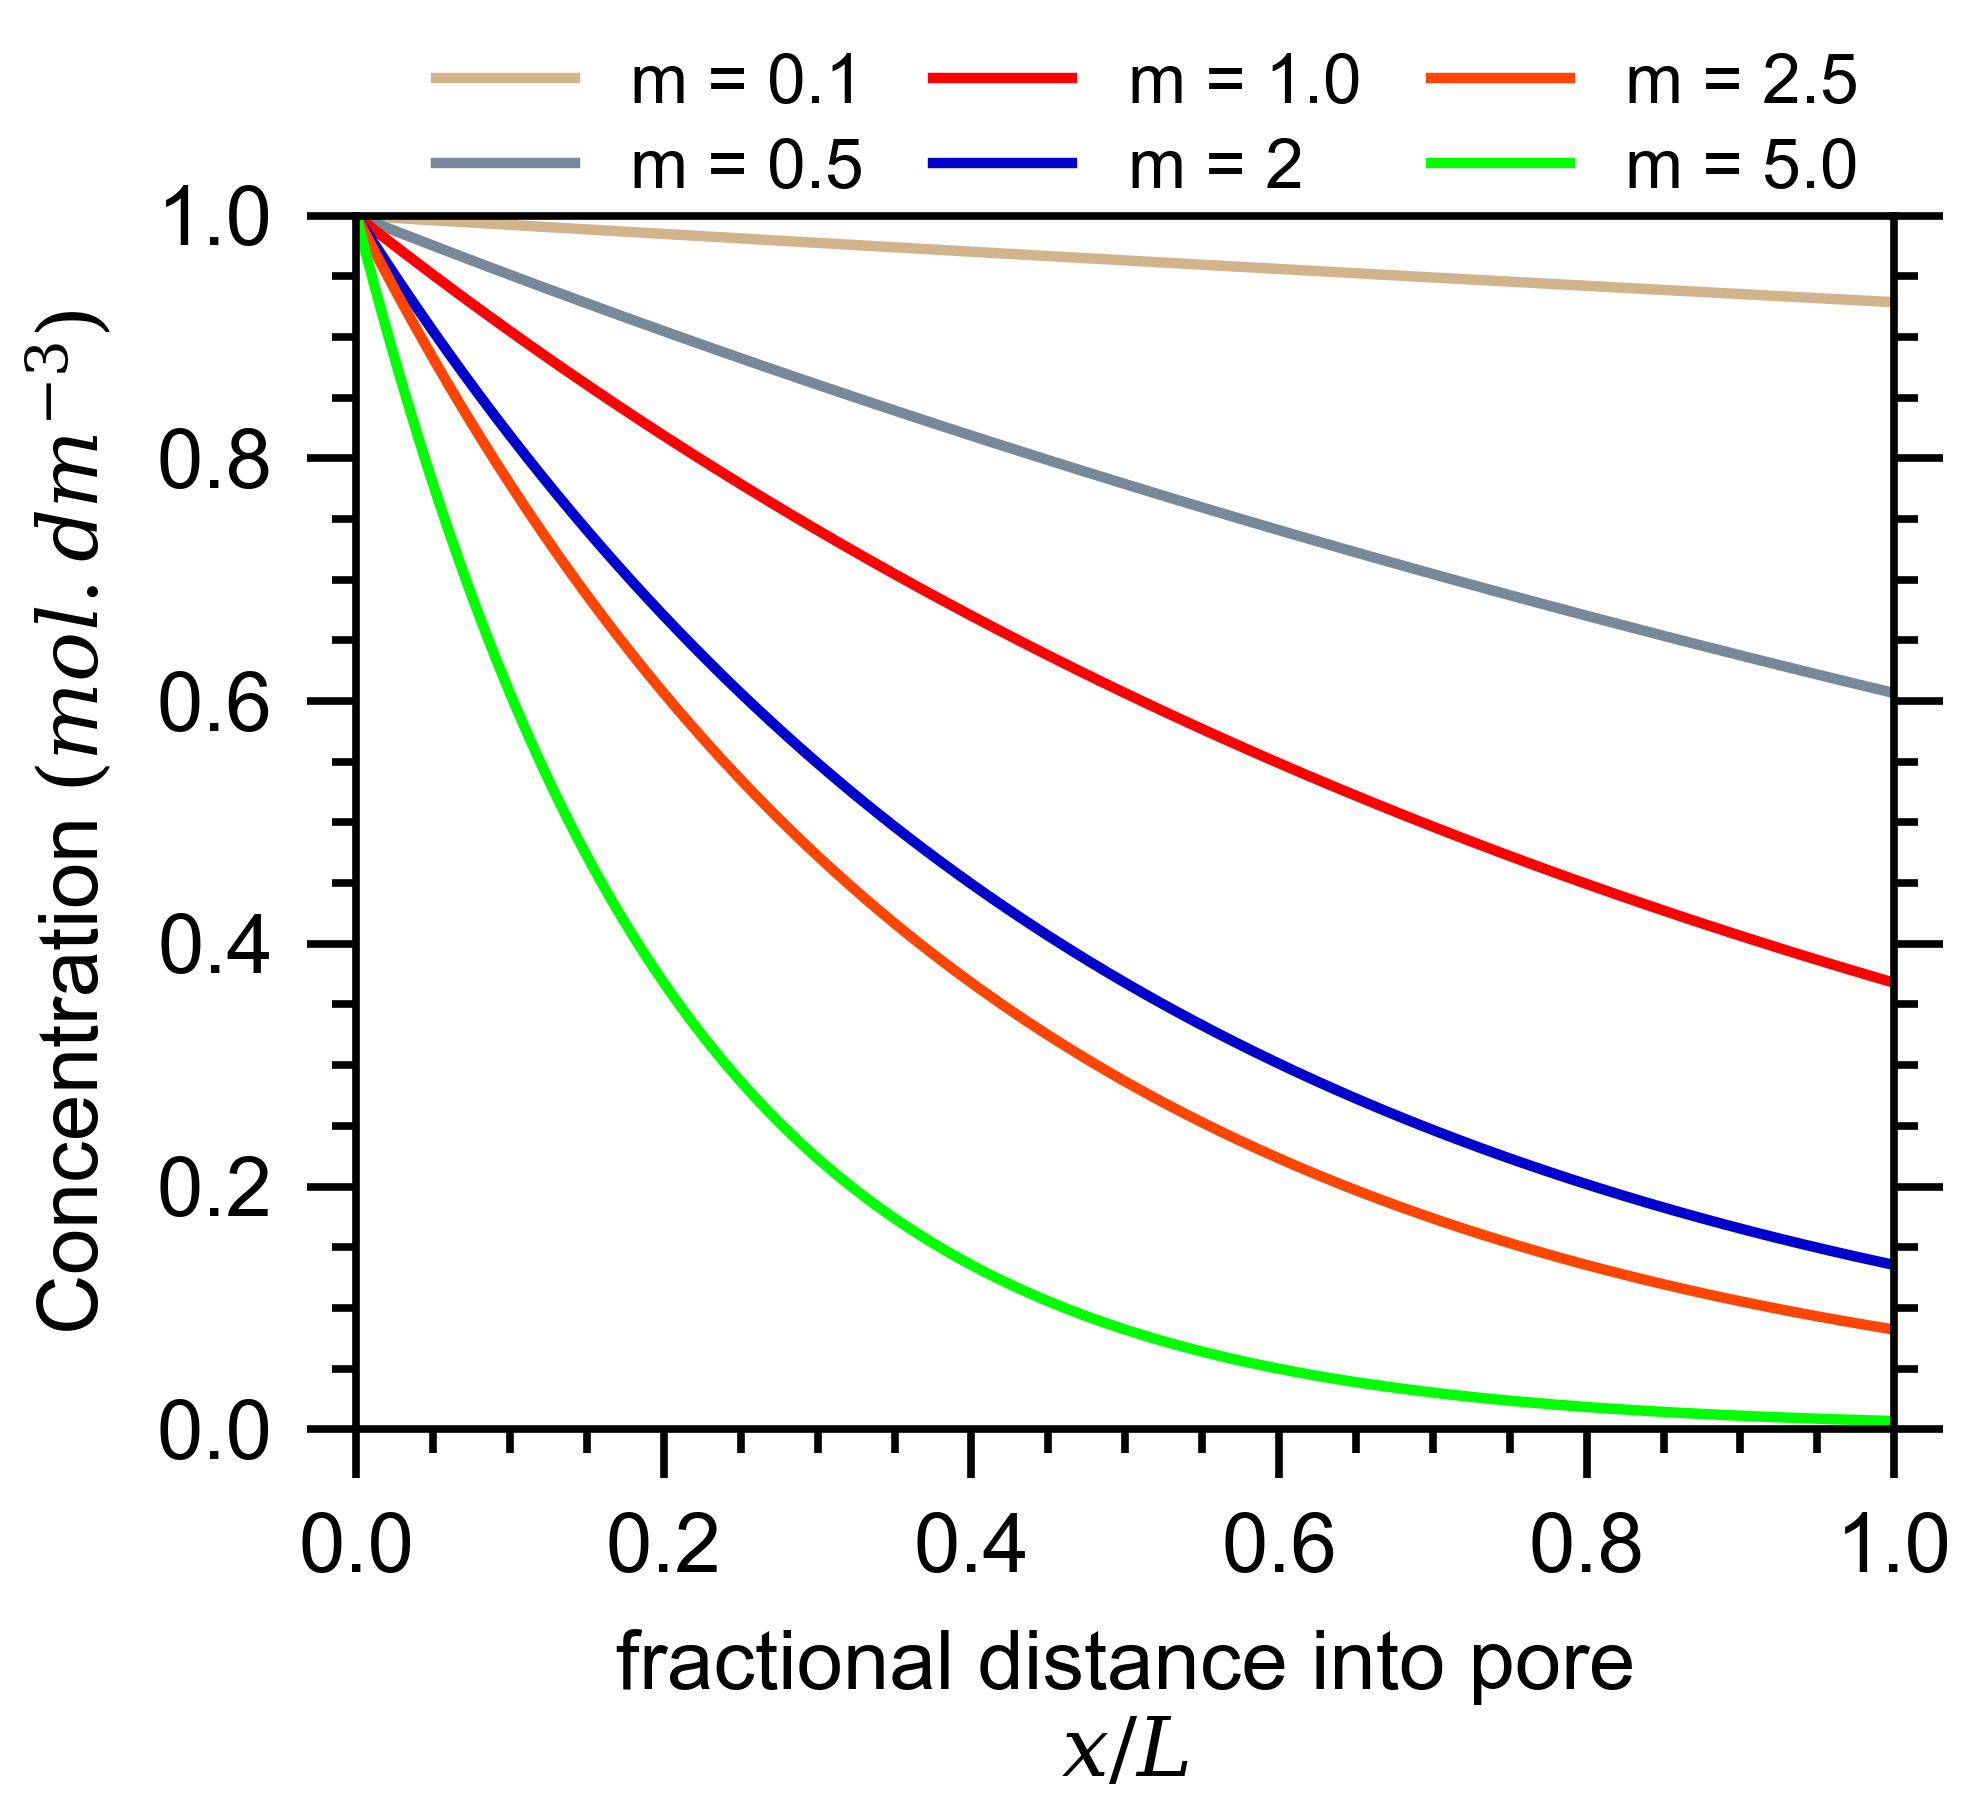 m = 0.1 m = 1.0 m = 2.5
m = 0.5 m = 2 m = 5.0
1.0
0.8
0.6
0.4
0.2
0.0
Concentration (mol. dm⁻³)
0.0 0.2 0.4 0.6 0.8 1.0
fractional distance into pore
x/L